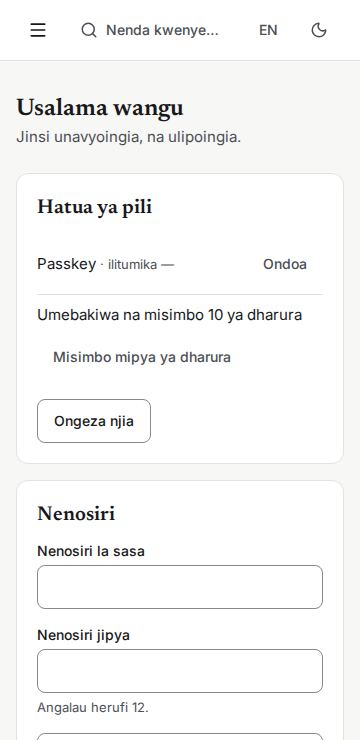 Nenda kwenye... EN
Usalama wangu
Jinsi unavyoingia, na ulipoingia.
Hatua ya pili
Passkey · ilitumika — Ondoa
Umebakiwa na misimbo 10 ya dharura
Misimbo mipya ya dharura
Ongeza njia
Nenosiri
Nenosiri la sasa
Nenosiri jipya
Angalau herufi 12.